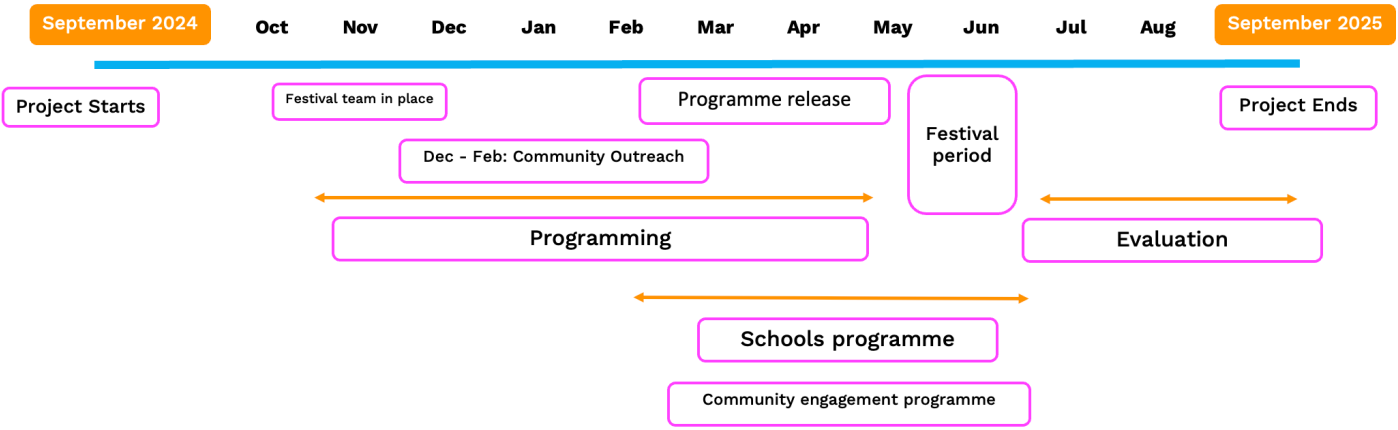 September 2024 Oct Nov Dec Jan Feb Mar Apr May Jun Jul Aug September 2025
Project Starts
Festival team in place
Programme release
Festival
period
Project Ends
Dec - Feb: Community Outreach
Programming
Evaluation
Schools programme
Community engagement programme